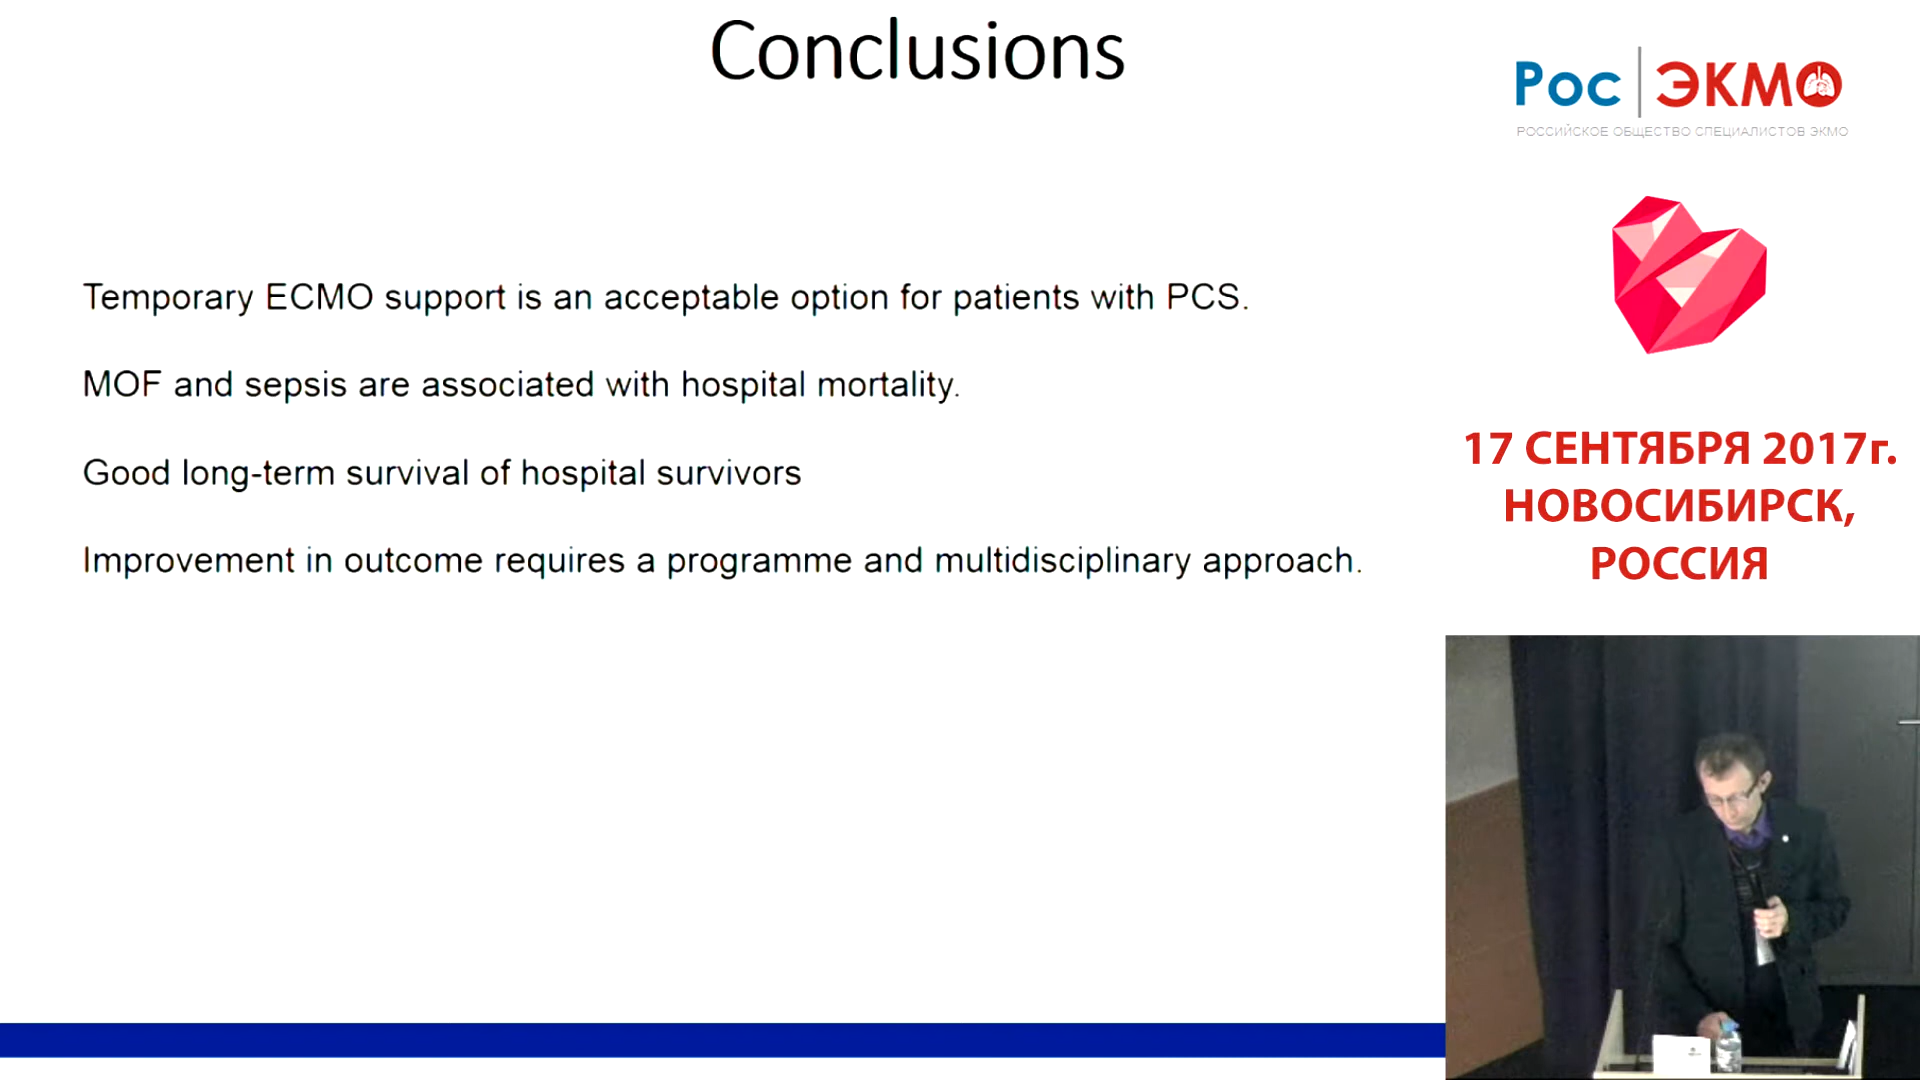 Conclusions
Рос ЭКМО
РОССИЙСКОЕ ОБЩЕСТВО СПЕЦИАЛИСТОВ ЭКМО
Temporary ECMO support is an acceptable option for patients with PCS.
MOF and sepsis are associated with hospital mortality.
Good long-term survival of hospital survivors
Improvement in outcome requires a programme and multidisciplinary approach.
17 СЕНТЯБРЯ 2017г.
НОВОСИБИРСК,
РОССИЯ